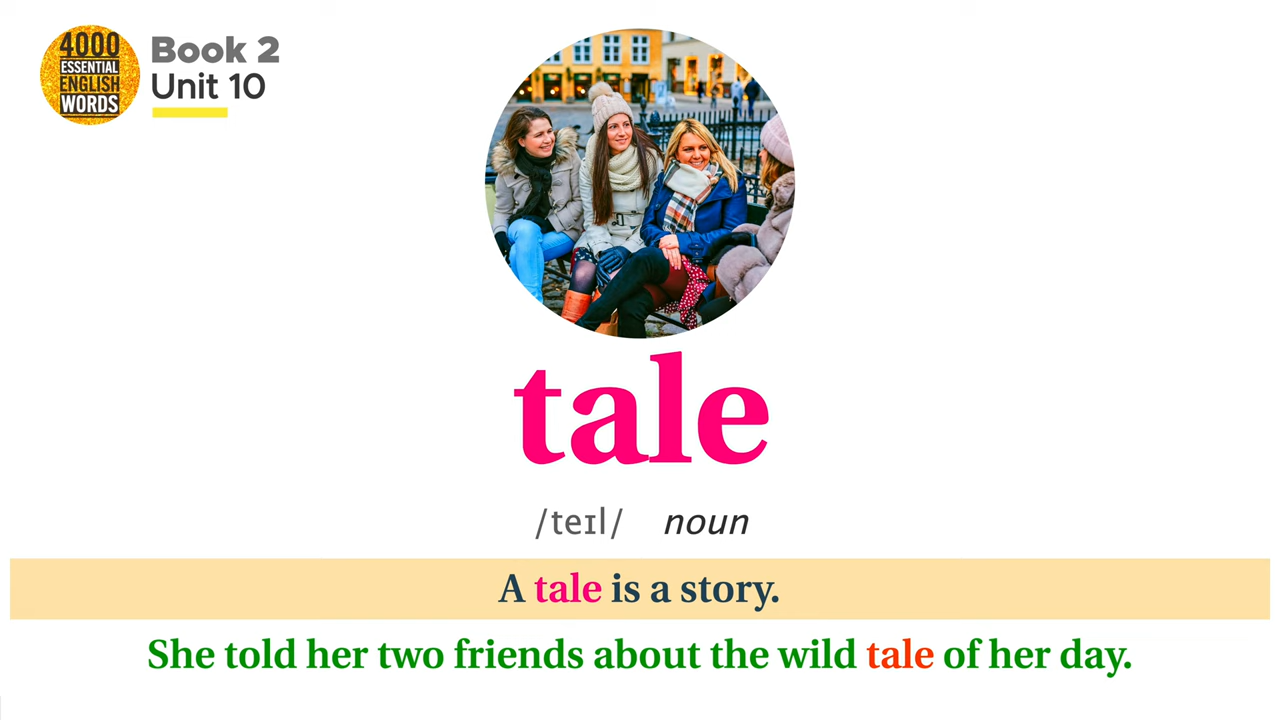 4000
ESSENTIAL
ENGLISH
WORDS
Book 2
Unit 10
tale
/teɪl/ noun
A tale is a story.
She told her two friends about the wild tale of her day.